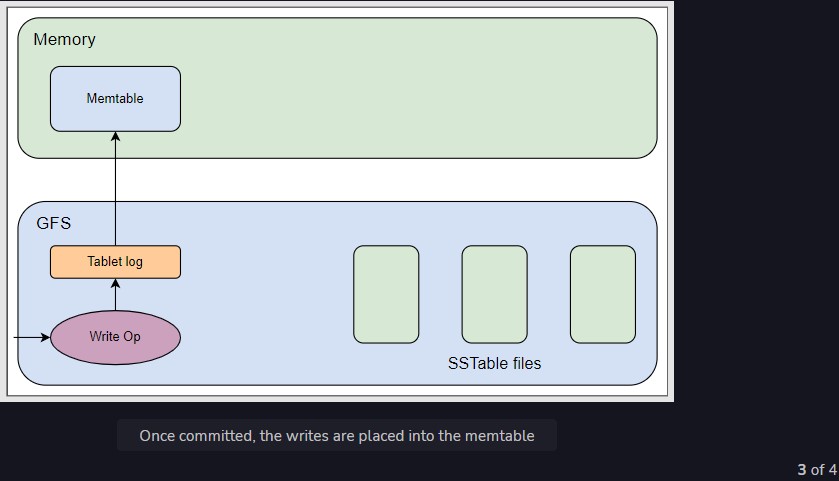 Memory
Memtable
GFS
Tablet log
Write Op
SSTable files
Once committed, the writes are placed into the memtable
3 of 4